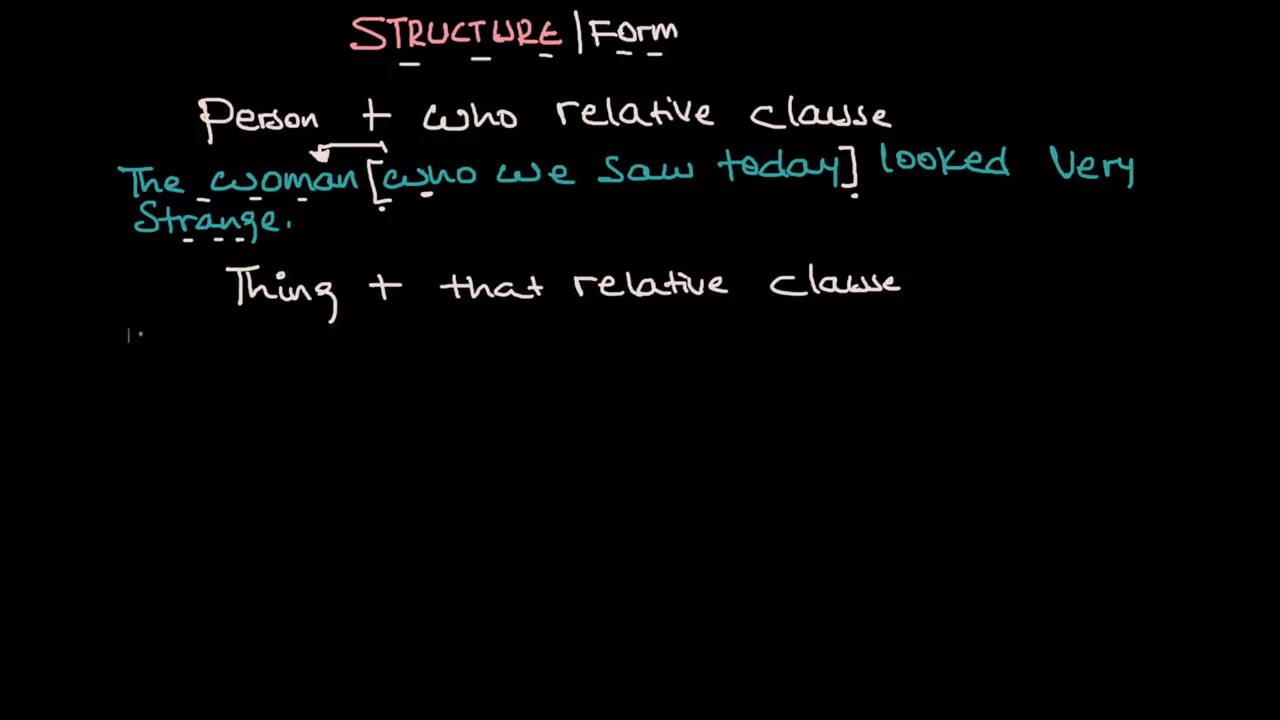 STRUCTURE|Form
Person + who relative clause
The woman [who we saw today] looked very
Strange.
Thing + that relative clause